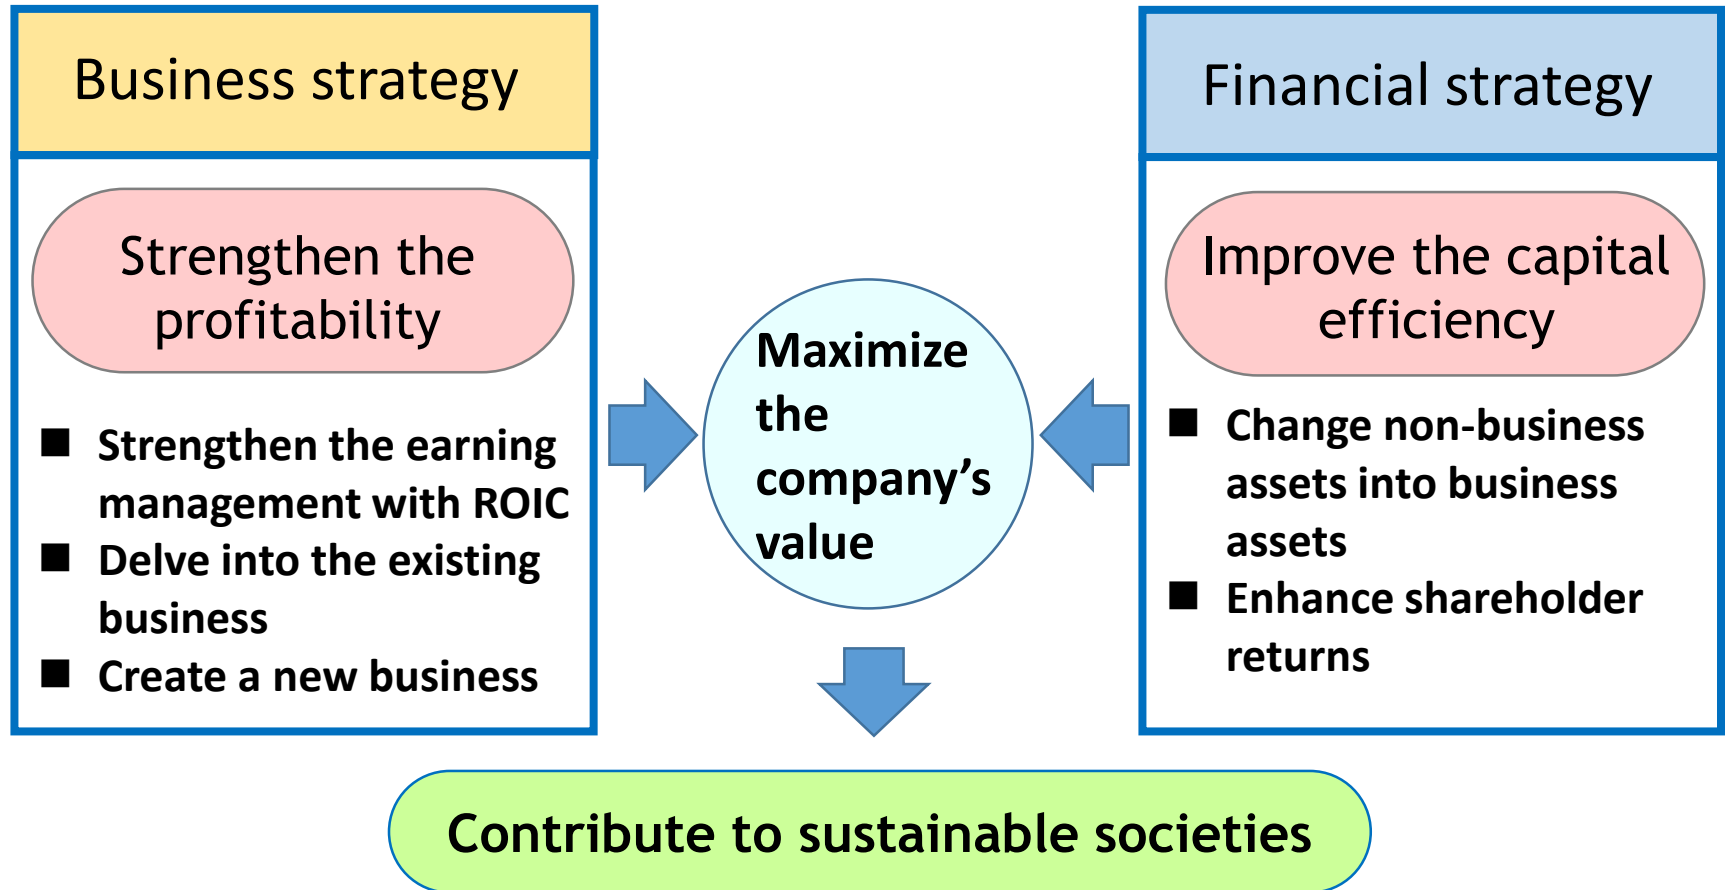 Business strategy
Strengthen the
profitability
■ Strengthen the earning
management with ROIC
■ Delve into the existing
business
■ Create a new business
Maximize
the
company’s
value
Financial strategy
Improve the capital
efficiency
■ Change non-business
assets into business
assets
■ Enhance shareholder
returns
Contribute to sustainable societies